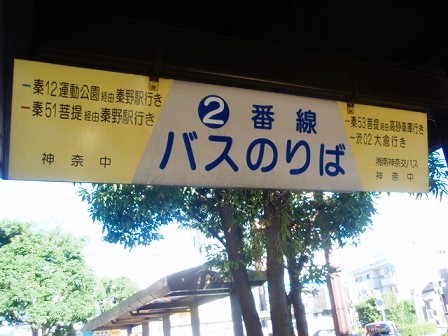 秦12運動公園経由秦野駅行き
秦51菩提経由秦野駅行き
神奈中
②番線
バスのりば
秦53菩提経由高砂車庫行き
渋02大倉行き
湘南神奈交バス
神奈中